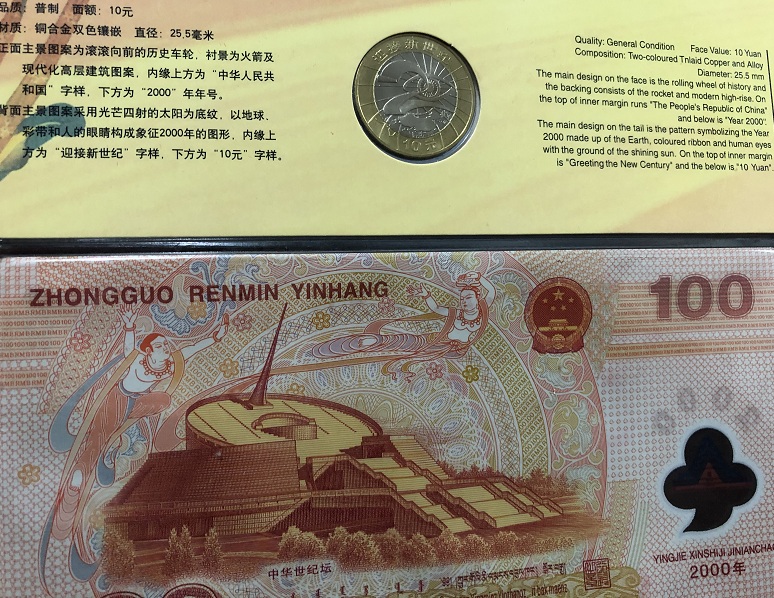 品质：普制，面额：10元
材质：铜合金双色镶嵌 直径：25.5毫米
正面主景图案为滚滚向前的历史车轮，衬景为火箭及
现代化高层建筑图案，内缘上方为“中华人民共
和国”字样，下方为“2000”年年号。
背面主景图案采用光芒四射的太阳为底纹，以地球、
彩带和人的眼睛构成象征2000年的图形，内缘上
方为“迎接新世纪”字样，下方为“10元”字样。
迎接新世纪
10元
Quality: General Condition Face Value: 10 Yuan
Composition: Two-coloured Tnlaid Copper and Alloy
Diameter: 25.5 mm
The main design on the face is the rolling wheel of history and
the backing consists of the rocket and modern high-rise. On
the top of inner margin runs "The People's Republic of China"
and below is "Year 2000".
The main design on the tail is the pattern symbolizing the Year
2000 made up of the Earth, coloured ribbon and human eyes
with the ground of the shining sun. On the top of inner margin
is "Greeting the New Century" and the below is,"10 Yuan".
ZHONGGUO RENMIN YINHANG
100
中华世纪坛
YINGJIE XINSHIJI JINIANCHAO
2000年